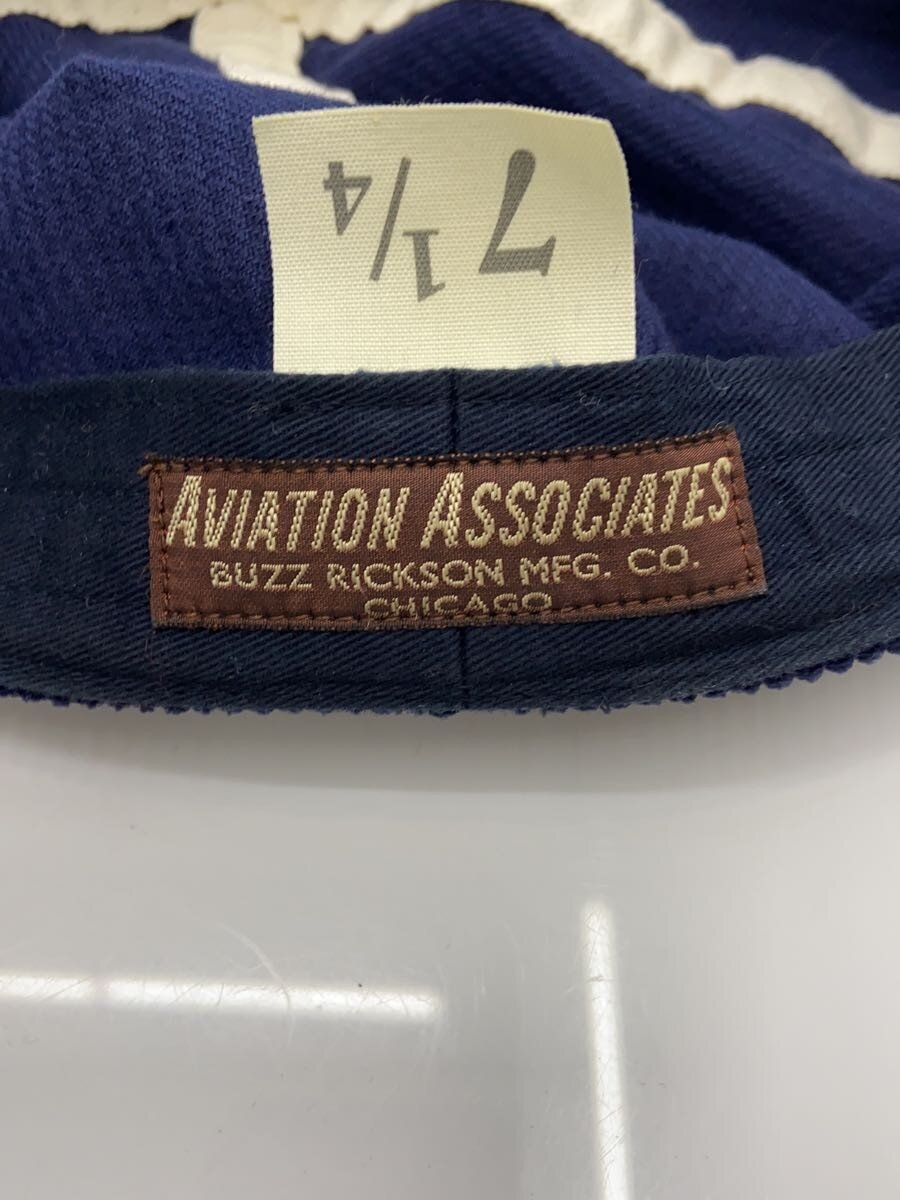 7 1/4
AVIATION ASSOCIATES
BUZZ RICKSON MFG. CO.
CHICAGO